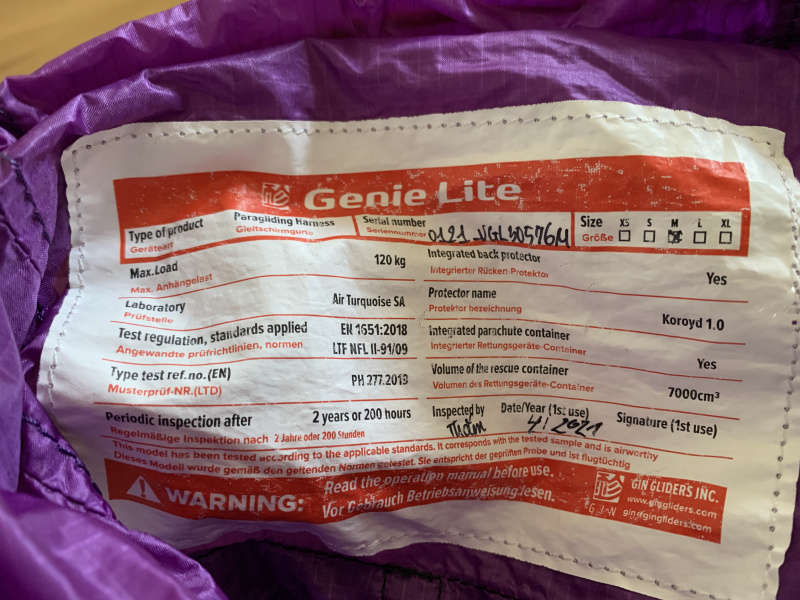 Genie Lite
Type of product Paragliding Harness
Geräteart Gleitschirmgurt
Serial number
Seriennummer 0121 NGL30576M
Size XS S M L XL
Größe
Max.Load 120 kg
Max. Anhängelast
Laboratory Air Turquoise SA
Prüfstelle
Test regulation, standards applied EN 1651:2018
Angewandte prüfrichtlinien, normen LTF NFL II-91/09
Type test ref.no.(EN) PH 277.2019
Musterprüf-NR.(LTD)
Periodic inspection after 2 years or 200 hours
Regelmäßige Inspektion nach 2 Jahre oder 200 Stunden
Integrated back protector Yes
Integrierter Rücken-Protektor
Protector name Koroyd 1.0
Protektor bezeichnung
Integrated parachute container Yes
Integrierter Rettungsgeräte-Container
Volume of the rescue container 7000cm³
Volumen des Rettungsgeräte-Container
Inspected by Date/Year (1st use) Signature (1st use)
4/2021
This model has been tested according to the applicable standards. It corresponds with the tested sample and is airworthy
Dieses Modell wurde gemäß den geltenden Normen getestet. Sie entspricht der geprüften Probe und ist flugtüchtig
WARNING: Read the operation manual before use.
Vor Gebrauch Betriebsanweisung lesen.
GIN
GIN GLIDERS INC.
www.gingliders.com
gin@gingliders.com